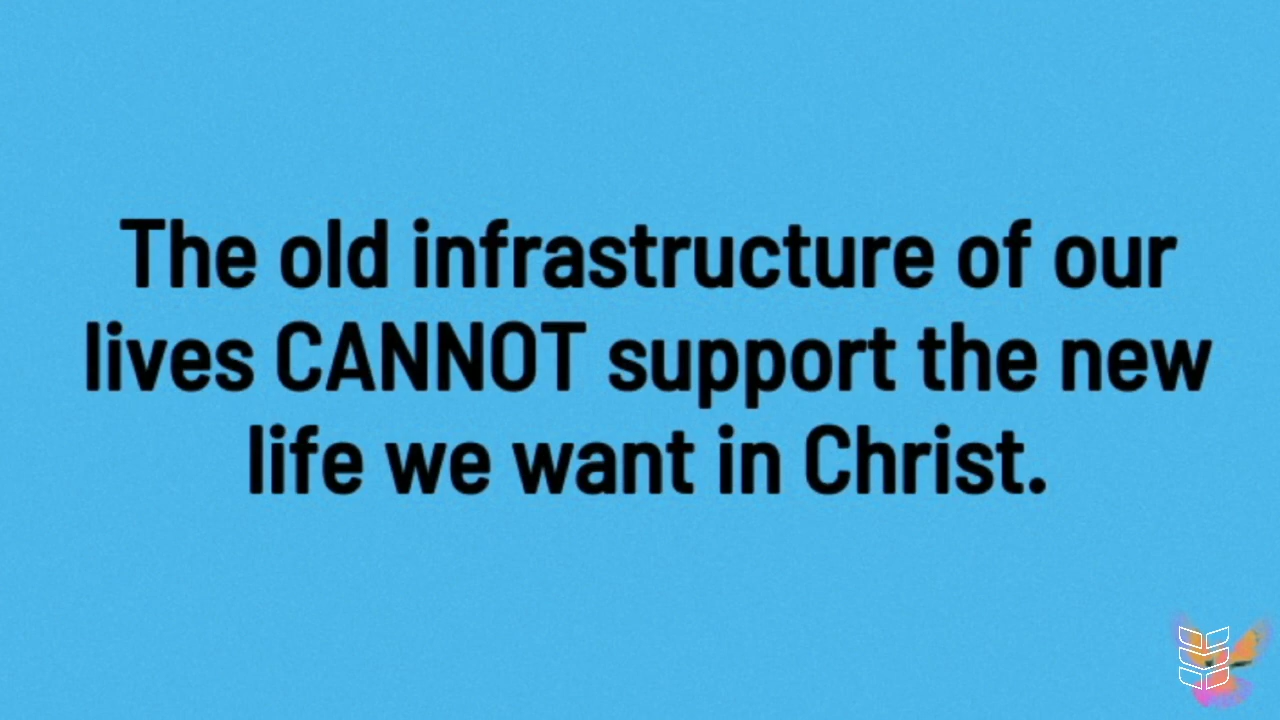 The old infrastructure of our
lives CANNOT support the new
life we want in Christ.